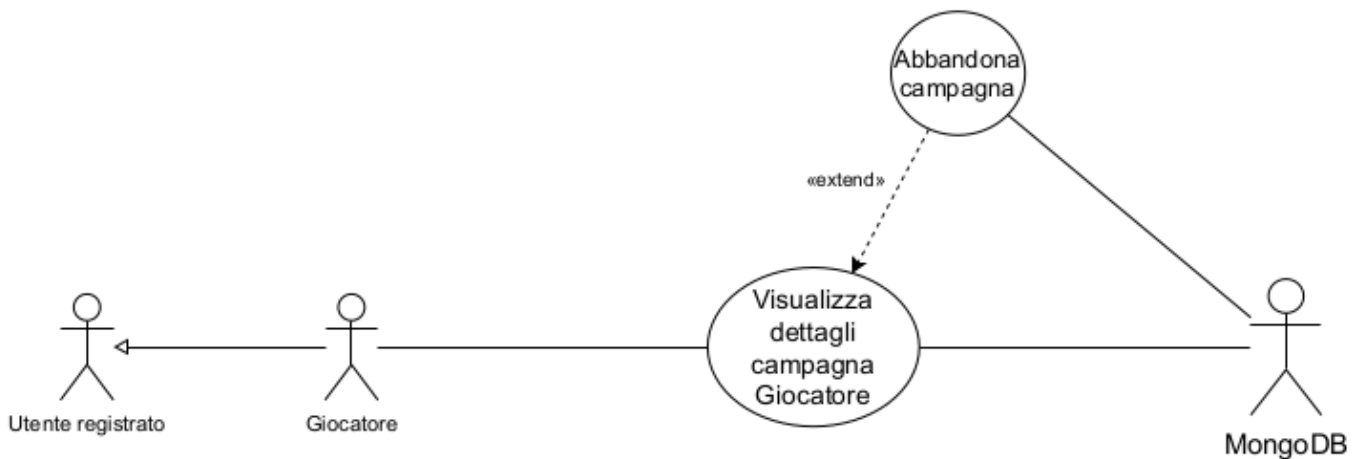 Abbandona
campagna
«extend»
Visualizza
dettagli
campagna
Giocatore
Utente registrato
Giocatore
MongoDB